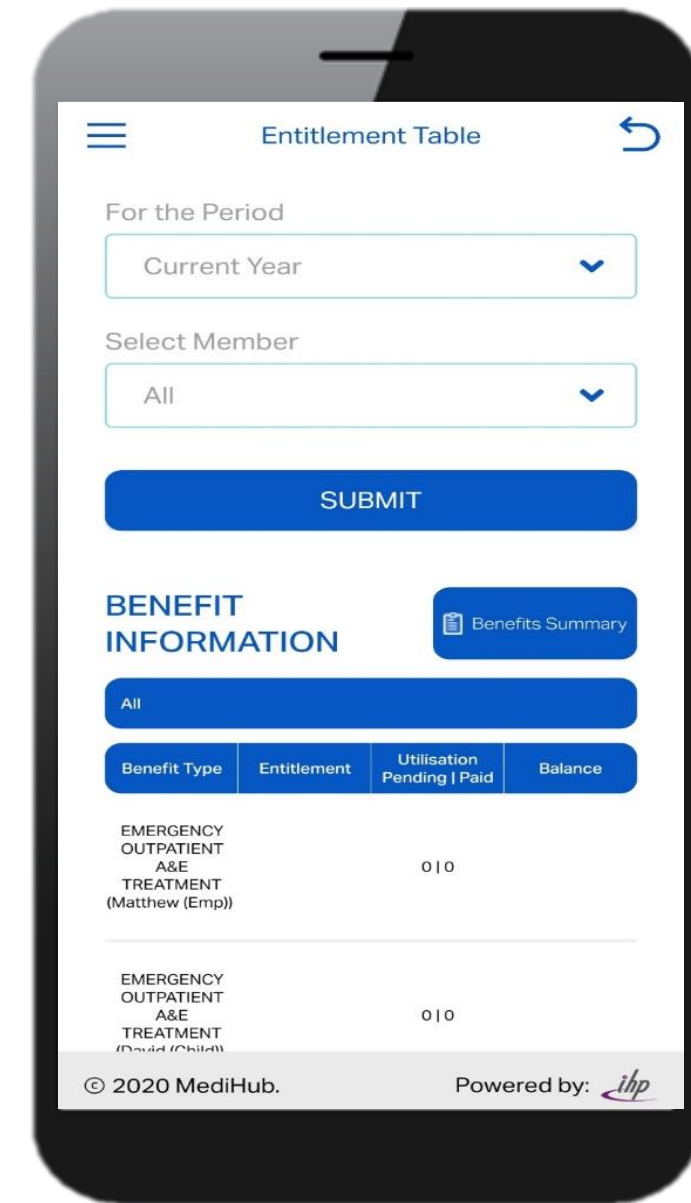 Entitlement Table
For the Period
Current Year
Select Member
All
SUBMIT
BENEFIT
INFORMATION
Benefits Summary
All
Benefit Type Entitlement Utilisation Pending | Paid Balance
EMERGENCY
OUTPATIENT
A&E
TREATMENT
(Matthew (Emp))
0 | 0
EMERGENCY
OUTPATIENT
A&E
TREATMENT
(David (Child))
0 | 0
© 2020 MediHub.
Powered by: ihp